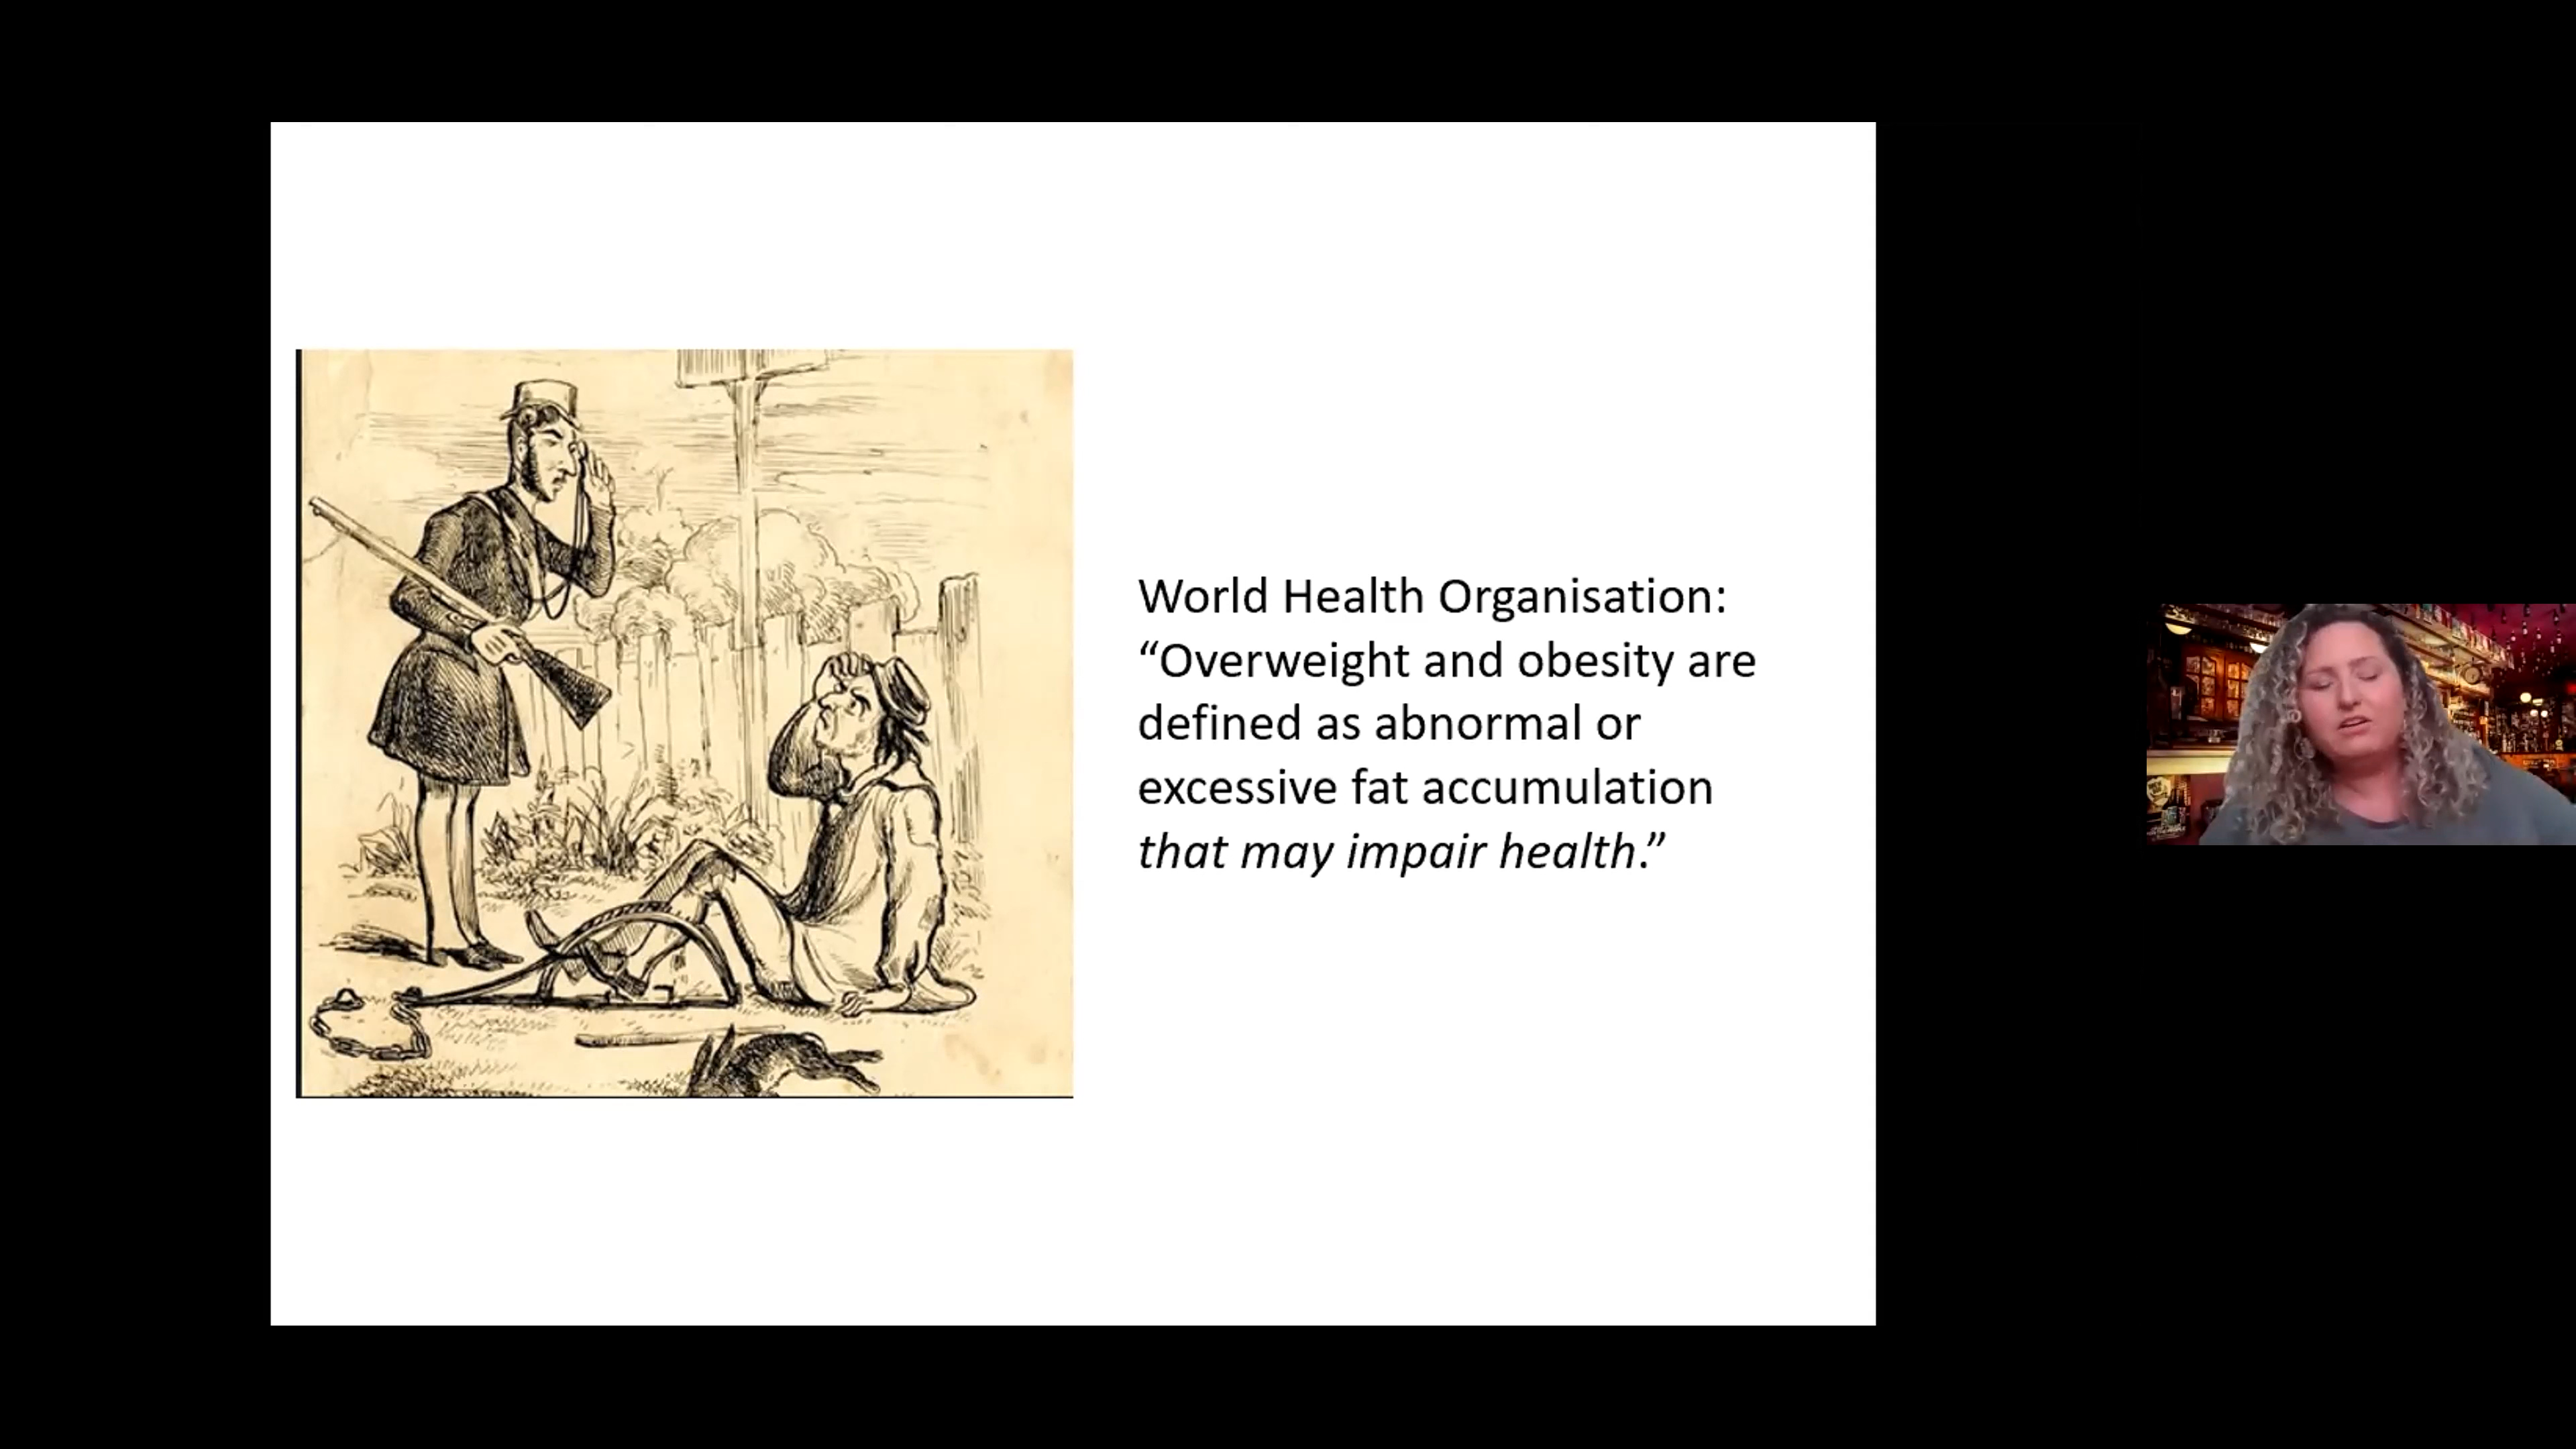 World Health Organisation:
“Overweight and obesity are
defined as abnormal or
excessive fat accumulation
that may impair health.”